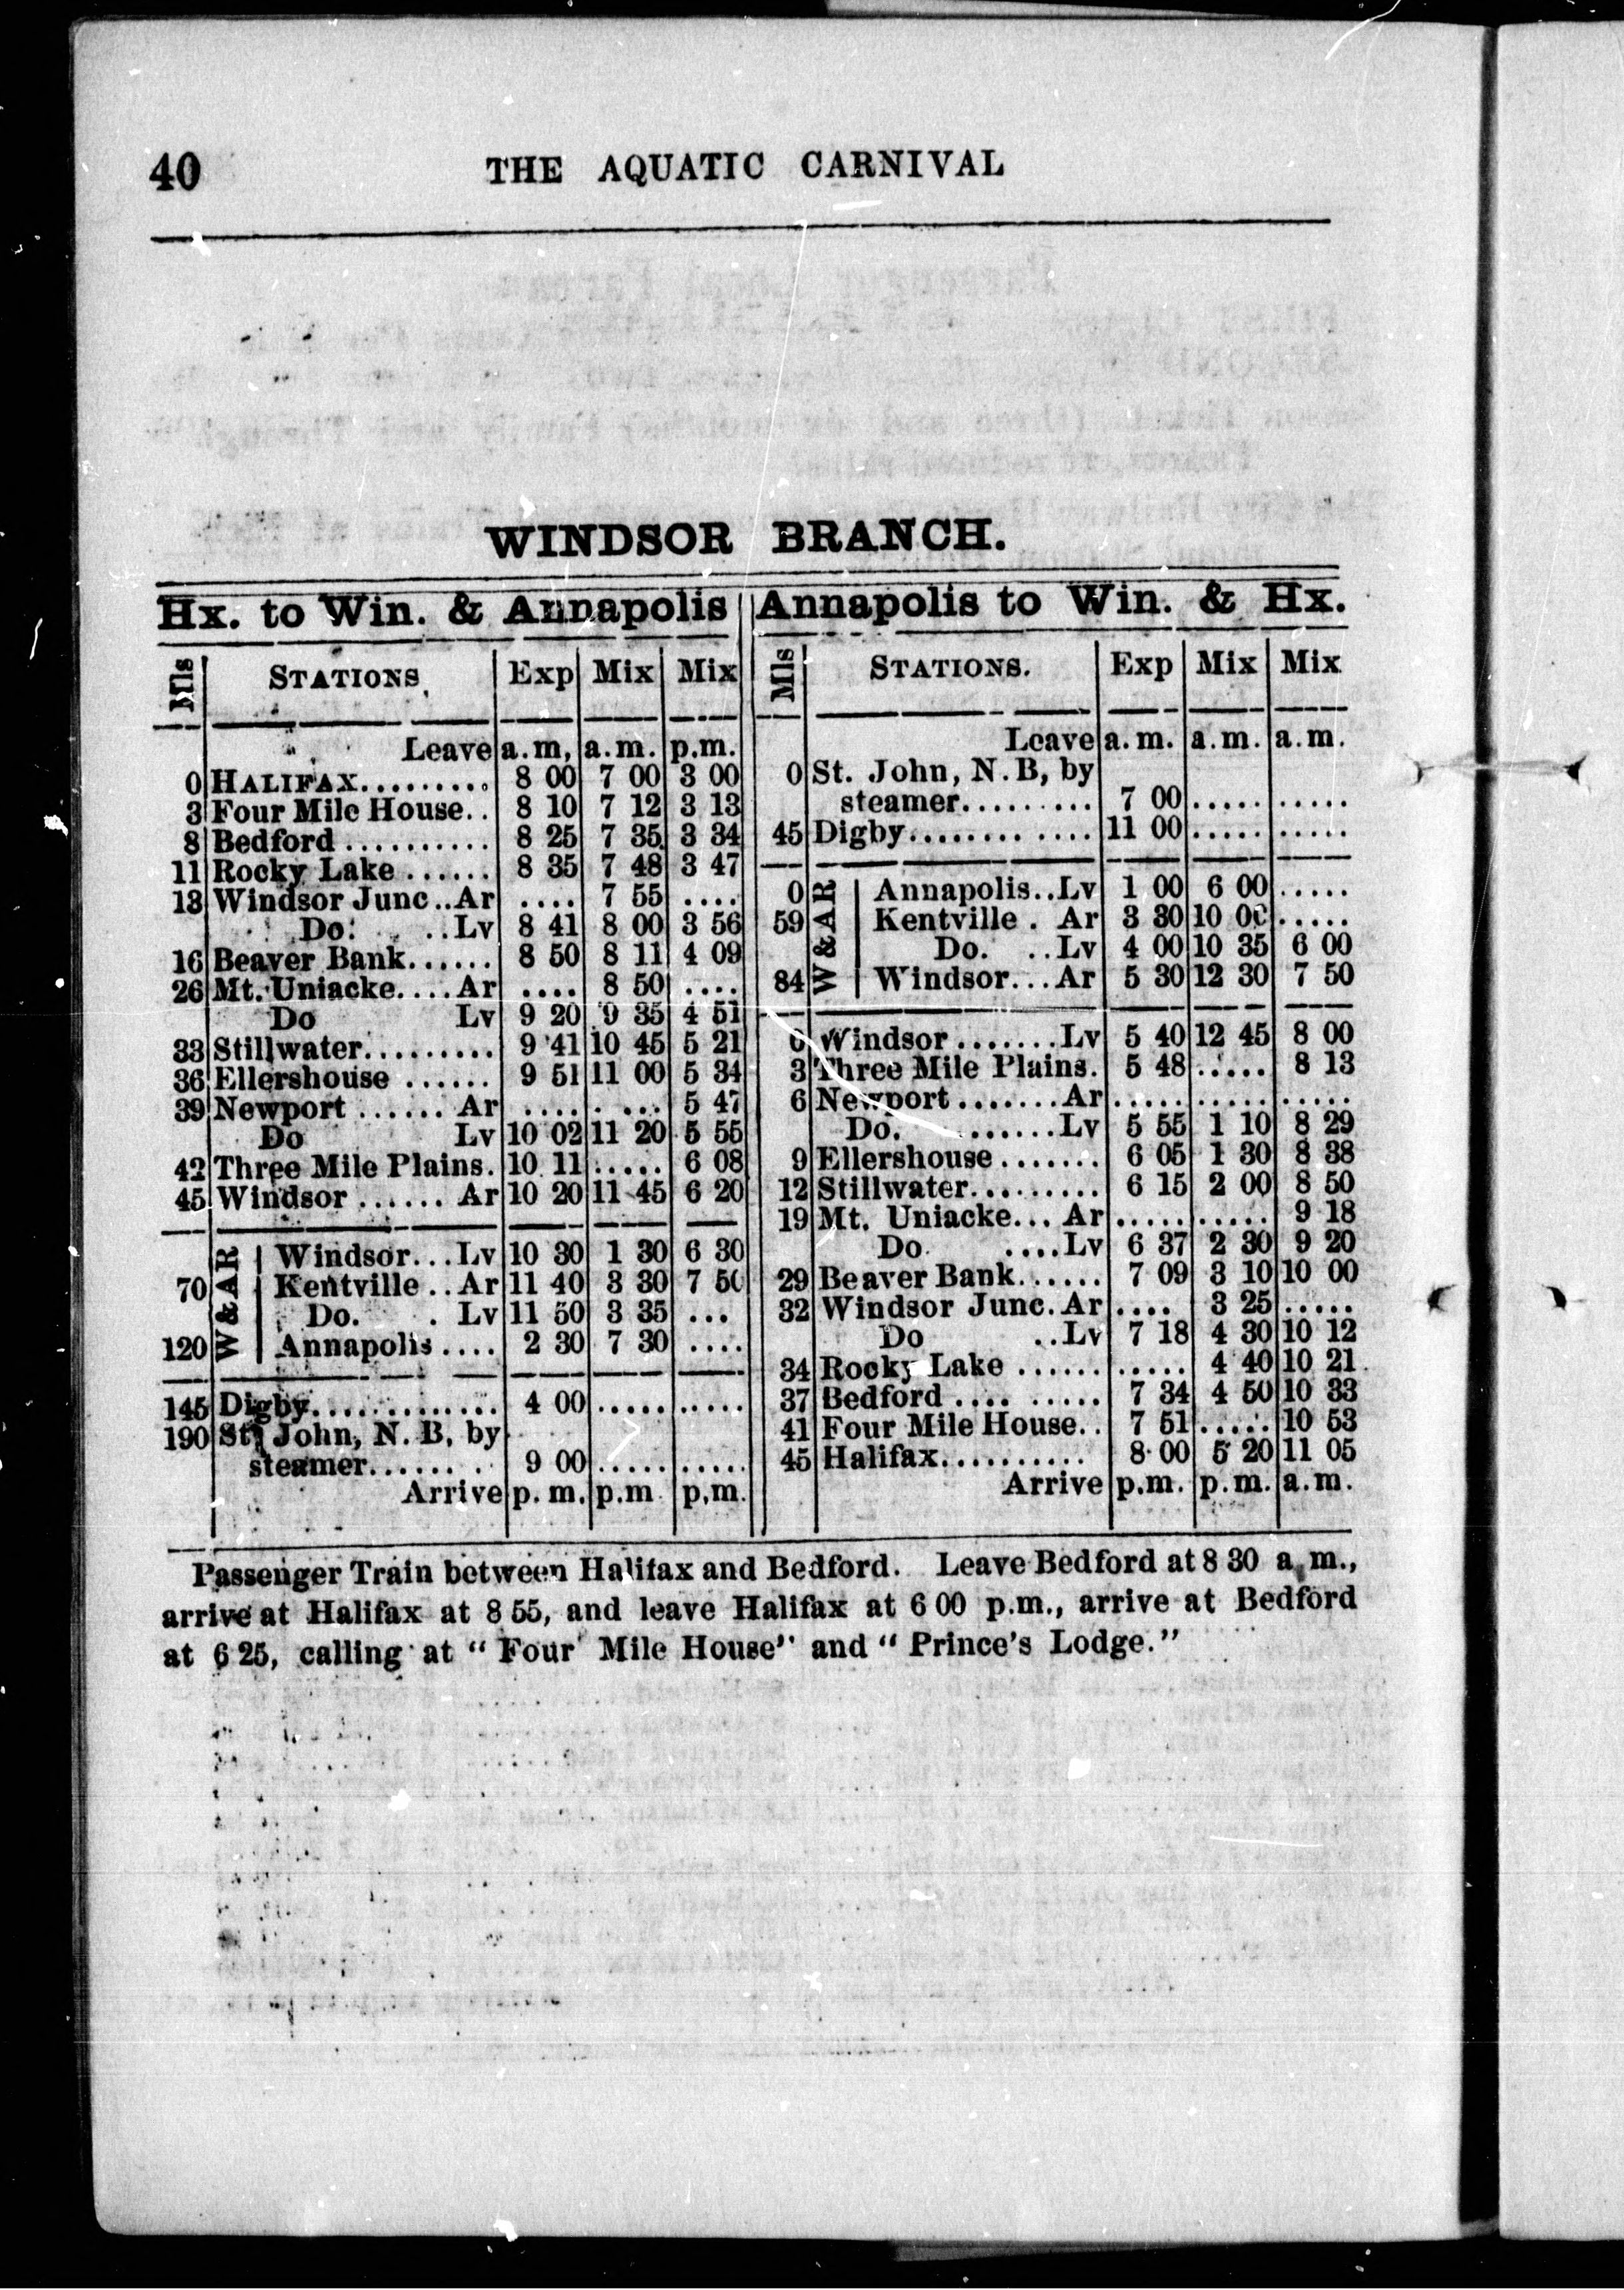 40 THE AQUATIC CARNIVAL
WINDSOR BRANCH.
Hx. to Win. & Annapolis
Mls STATIONS, Exp Mix Mix
Leave a.m, a.m. p.m.
0 HALIFAX......... 8 00 7 00 3 00
3 Four Mile House.. 8 10 7 12 3 13
8 Bedford .......... 8 25 7 35 3 34
11 Rocky Lake ...... 8 35 7 48 3 47
13 Windsor Junc..Ar .... 7 55 ....
Do. ..Lv 8 41 8 00 3 56
16 Beaver Bank...... 8 50 8 11 4 09
26 Mt. Uniacke....Ar .... 8 50 ....
Do Lv 9 20 9 35 4 51
33 Stillwater......... 9 41 10 45 5 21
36 Ellershouse ...... 9 51 11 00 5 34
39 Newport ...... Ar .... .... 5 47
Do Lv 10 02 11 20 5 55
42 Three Mile Plains. 10 11 ..... 6 08
45 Windsor ...... Ar 10 20 11 45 6 20
W&AR
Windsor...Lv 10 30 1 30 6 30
70 Kentville..Ar 11 40 3 30 7 50
Do. . Lv 11 50 3 35 ...
120 Annapolis.... 2 30 7 30 ....
145 Digby............. 4 00 ..... .....
190 St. John, N. B, by
steamer....... . 9 00 ..... .....
Arrive p. m. p.m p,m.
Annapolis to Win. & Hx.
Mls STATIONS. Exp Mix Mix
Leave a.m. a.m. a.m.
0 St. John, N.B, by
steamer......... 7 00 ..... .....
45 Digby............ 11 00 ..... .....
W&AR
0 Annapolis..Lv 1 00 6 00 .....
59 Kentville . Ar 3 30 10 00 .....
Do. ..Lv 4 00 10 35 6 00
84 Windsor...Ar 5 30 12 30 7 50
0 Windsor.......Lv 5 40 12 45 8 00
3 Three Mile Plains. 5 48 ..... 8 13
6 Newport.......Ar ..... ..... .....
Do. ........Lv 5 55 1 10 8 29
9 Ellershouse....... 6 05 1 30 8 38
12 Stillwater......... 6 15 2 00 8 50
19 Mt. Uniacke... Ar ..... ..... 9 18
Do. ....Lv 6 37 2 30 9 20
29 Beaver Bank...... 7 09 3 10 10 00
32 Windsor Junc. Ar .... 3 25 .....
Do ..Lv 7 18 4 30 10 12
34 Rocky Lake ...... ..... 4 40 10 21
37 Bedford .... ..... 7 34 4 50 10 33
41 Four Mile House.. 7 51 ..... 10 53
45 Halifax.......... 8 00 5 20 11 05
Arrive p.m. p.m. a.m.
Passenger Train between Halifax and Bedford. Leave Bedford at 8 30 a.m.,
arrive at Halifax at 8 55, and leave Halifax at 6 00 p.m., arrive at Bedford
at 6 25, calling at "Four Mile House" and "Prince's Lodge."